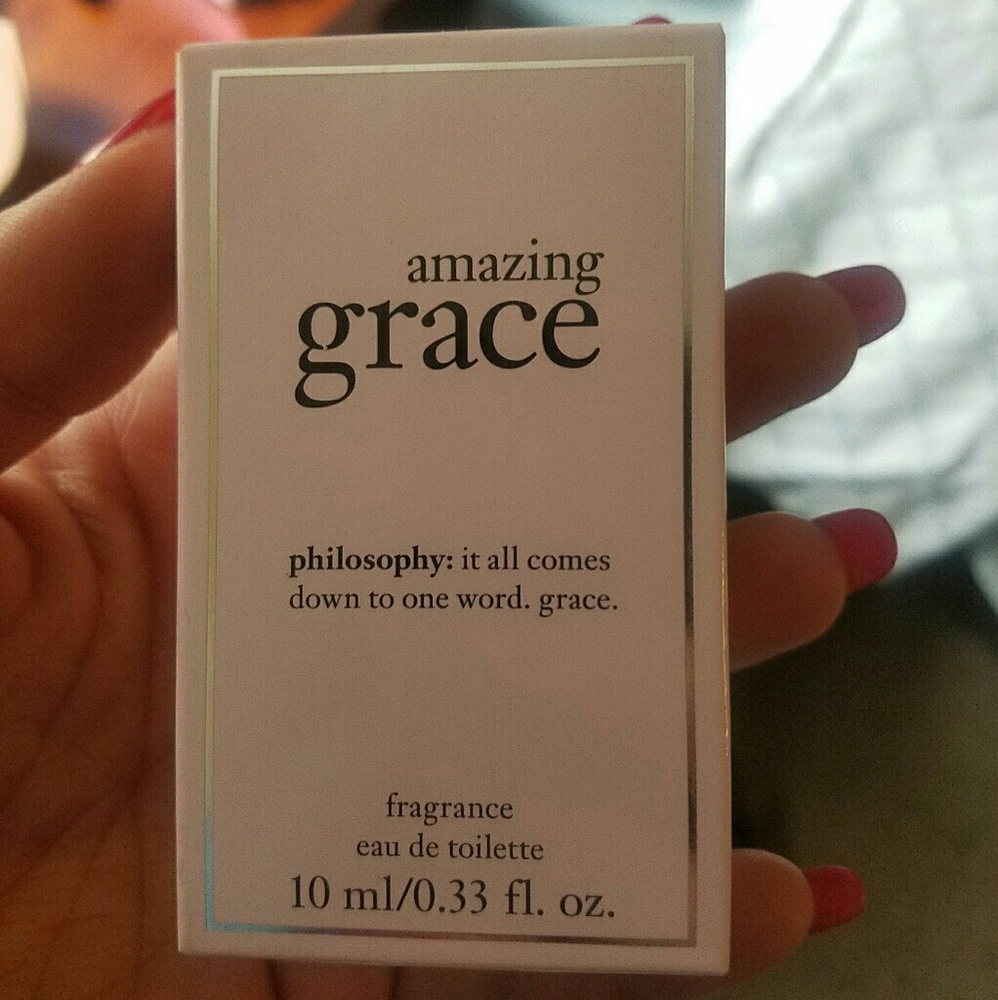 amazing
grace
philosophy: it all comes
down to one word. grace.
fragrance
eau de toilette
10 ml/0.33 fl. oz.